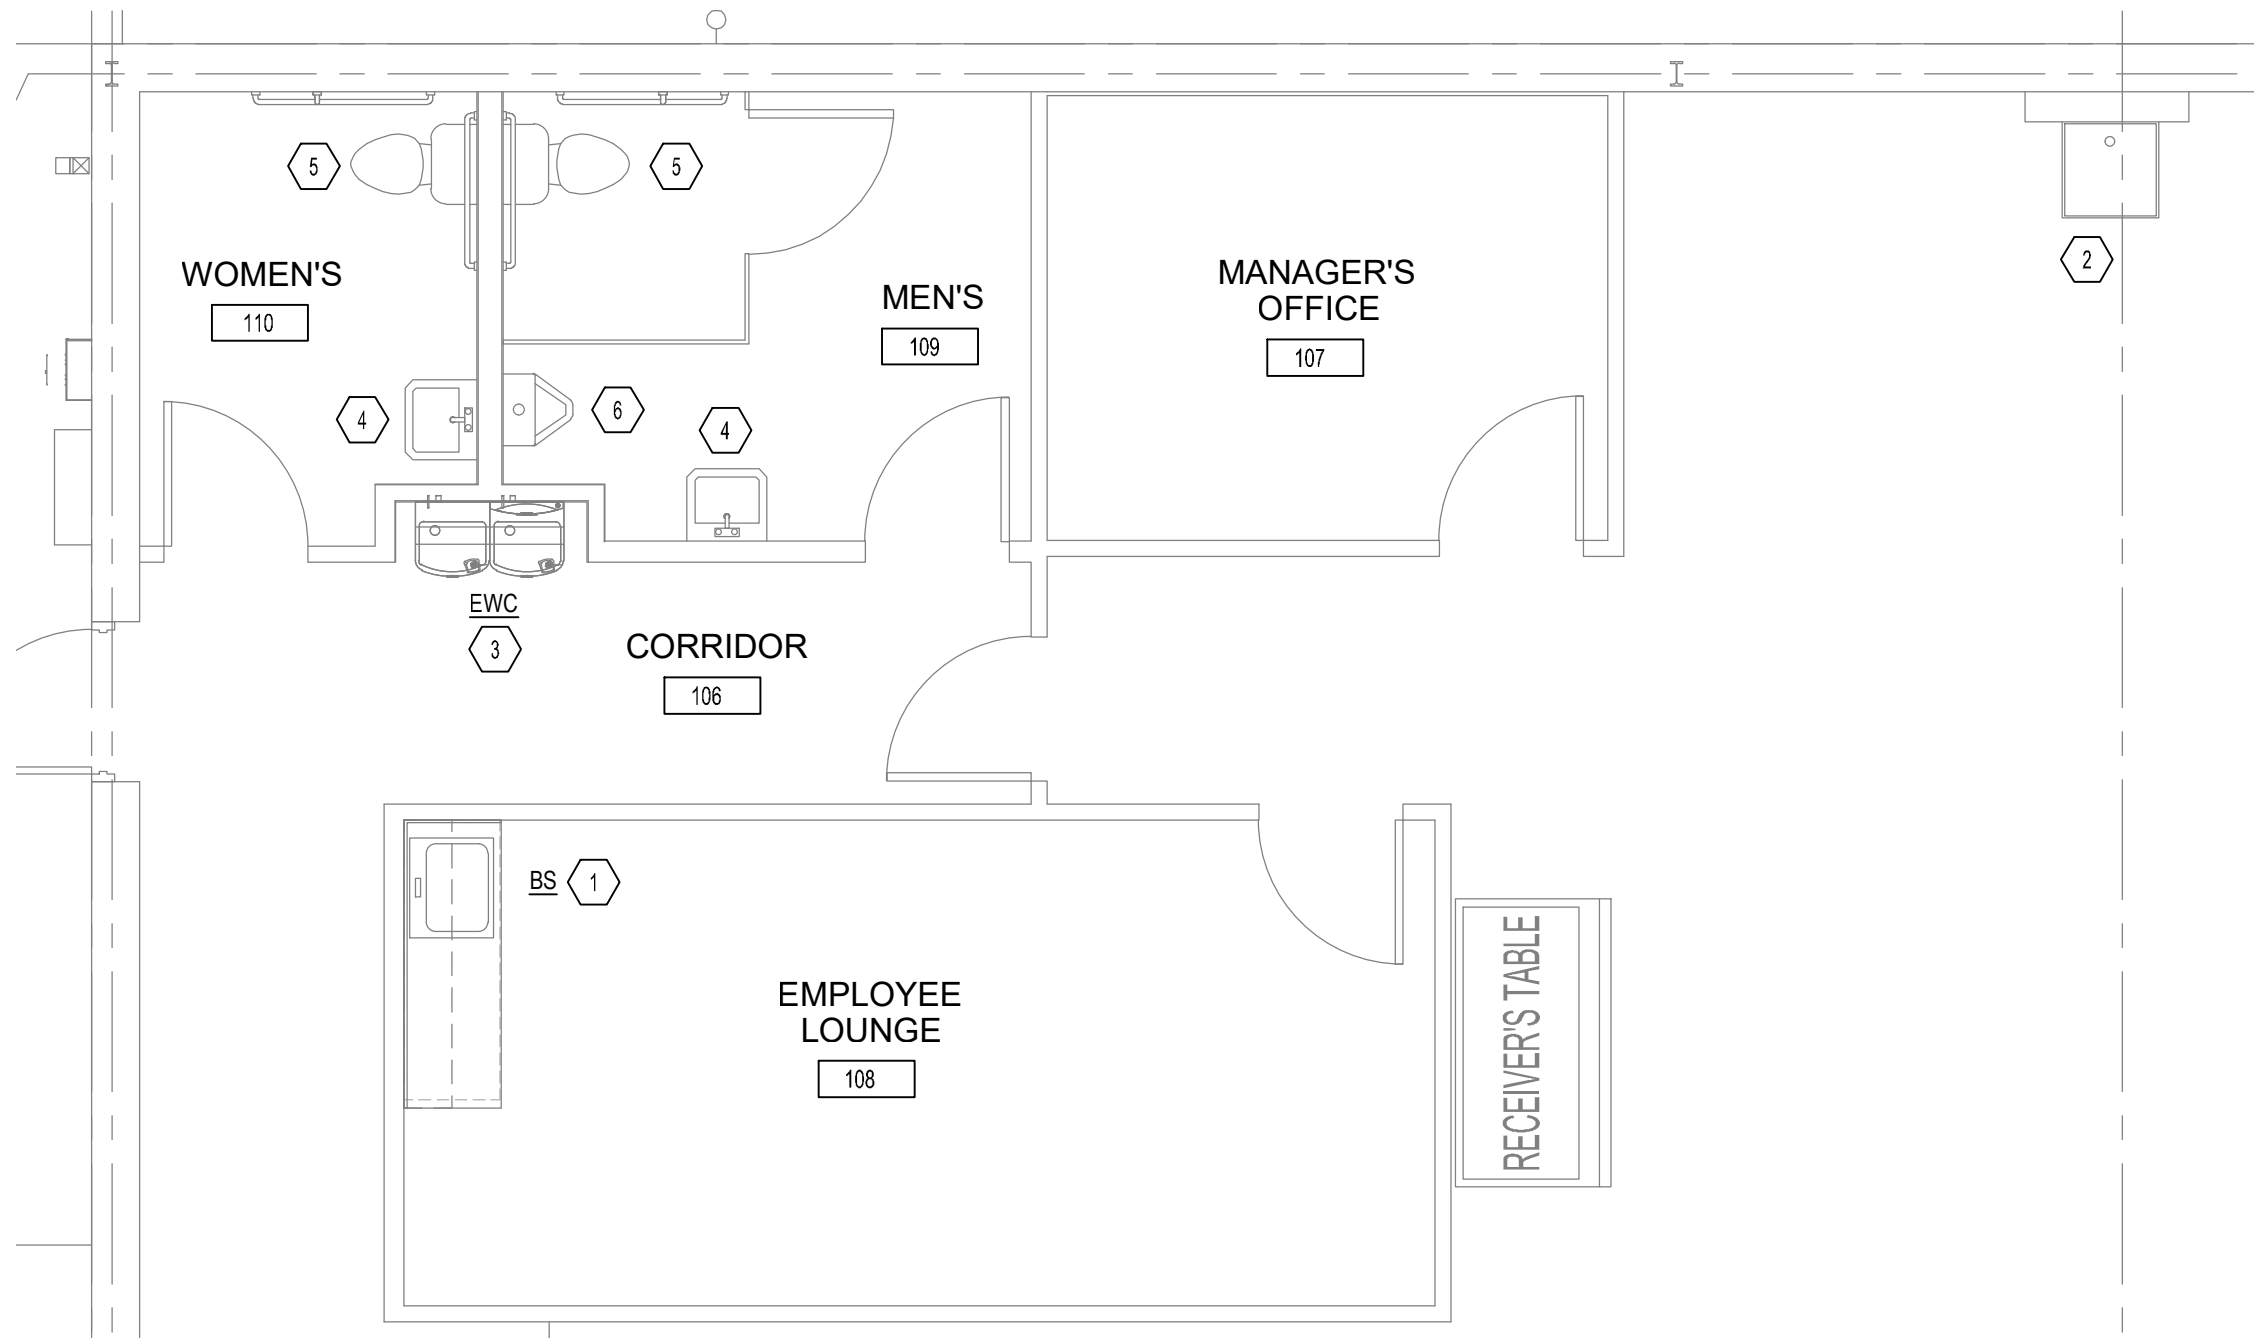 5
5
WOMEN'S
110
MEN'S
109
MANAGER'S
OFFICE
107
2
4
6
4
EWC
3
CORRIDOR
106
BS
1
EMPLOYEE
LOUNGE
108
RECEIVER'S TABLE